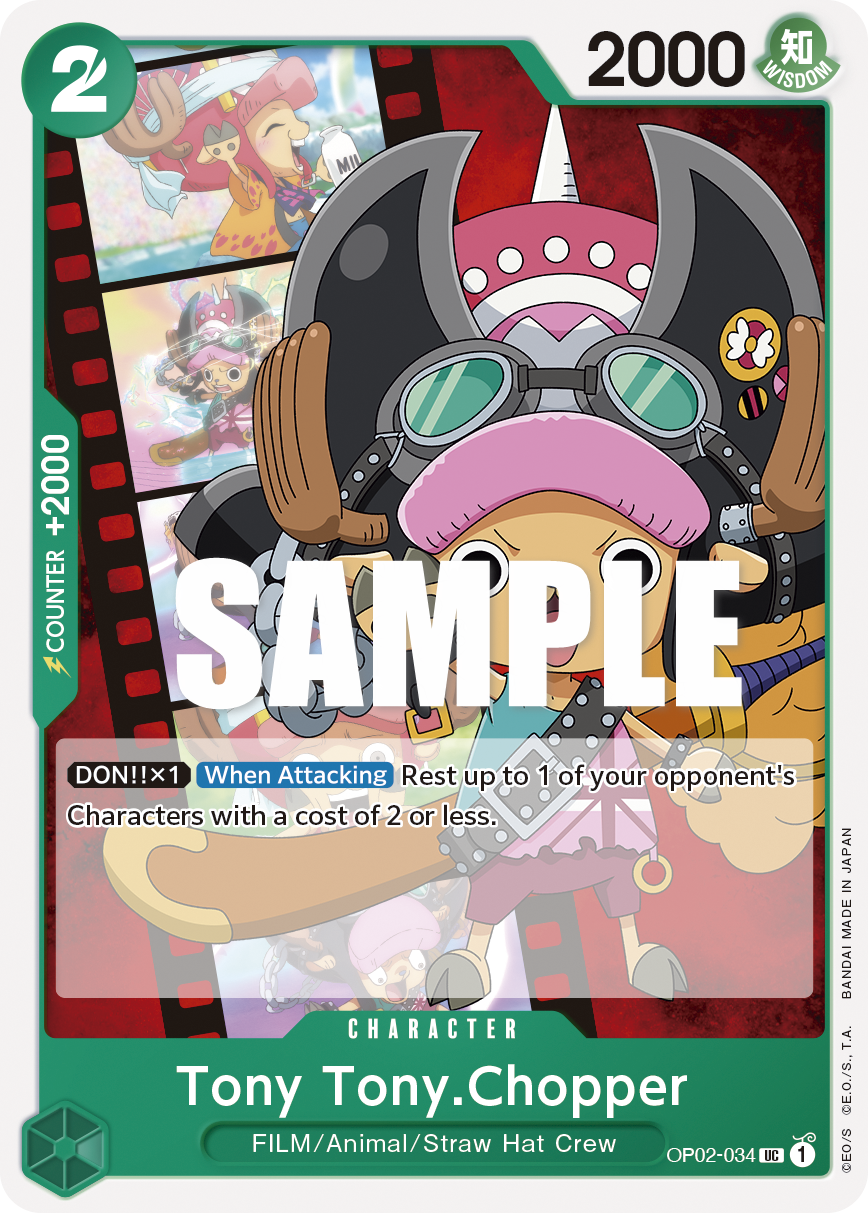 2
2000
知
WISDOM
MIL
COUNTER +2000
SAMPLE
DON!!×1 When Attacking Rest up to 1 of your opponent's
Characters with a cost of 2 or less.
CHARACTER
Tony Tony.Chopper
FILM/Animal/Straw Hat Crew
OP02-034 UC 1
©EO/S ©E.O./S., T.A. BANDAI MADE IN JAPAN